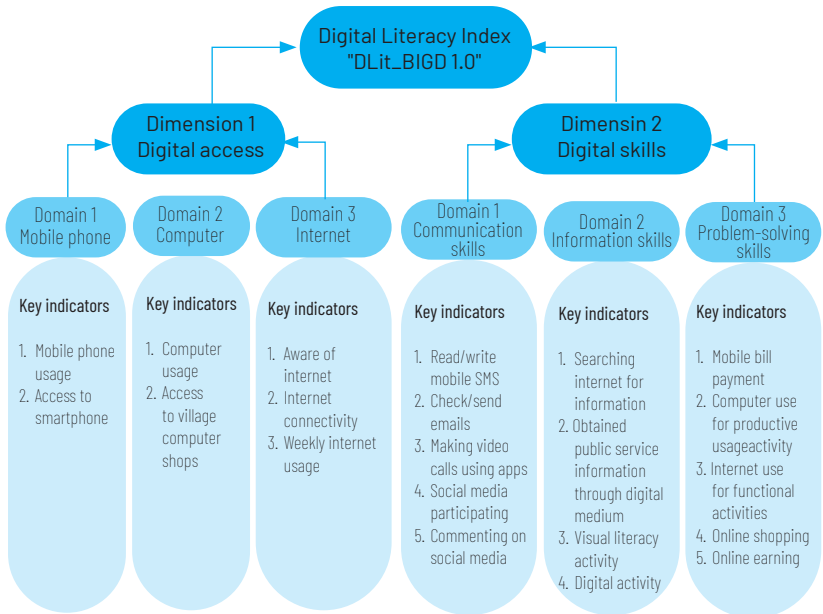 Digital Literacy Index
"DLit_BIGD 1.0"
Dimension 1
Digital access
Dimensin 2
Digital skills
Domain 1
Mobile phone
Domain 2
Computer
Domain 3
Internet
Domain 1
Communication
skills
Domain 2
Information skills
Domain 3
Problem-solving
skills
Key indicators
1. Mobile phone
usage
2. Access to
smartphone
Key indicators
1. Computer
usage
2. Access
to village
computer
shops
Key indicators
1. Aware of
internet
2. Internet
connectivity
3. Weekly internet
usage
Key indicators
1. Read/write
mobile SMS
2. Check/send
emails
3. Making video
calls using apps
4. Social media
participating
5. Commenting on
social media
Key indicators
1. Searching
internet for
information
2. Obtained
public service
information
through digital
medium
3. Visual literacy
activity
4. Digital activity
Key indicators
1. Mobile bill
payment
2. Computer use
for productive
usageactivity
3. Internet use
for functional
activities
4. Online shopping
5. Online earning